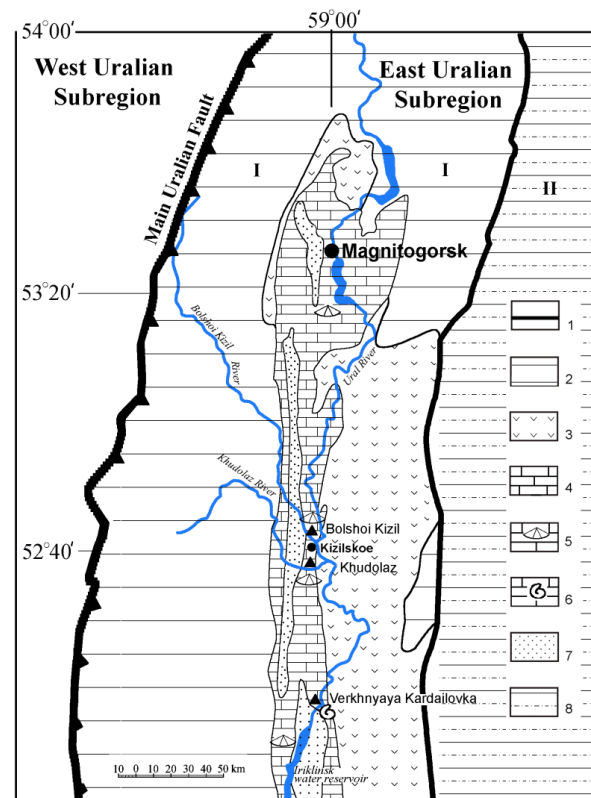 59°00'
54°00'
West Uralian
Subregion
East Uralian
Subregion
Main Uralian Fault
I
I
II
Magnitogorsk
53°20'
Bolshoi Kizil
River
Ural River
1
2
3
4
5
6
7
8
Khudolaz River
Bolshoi Kizil
Kizilskoe
52°40'
Khudolaz
Verkhnyaya Kardailovka
Iriklinsk
water reservoir
10 0 10 20 30 40 50 km